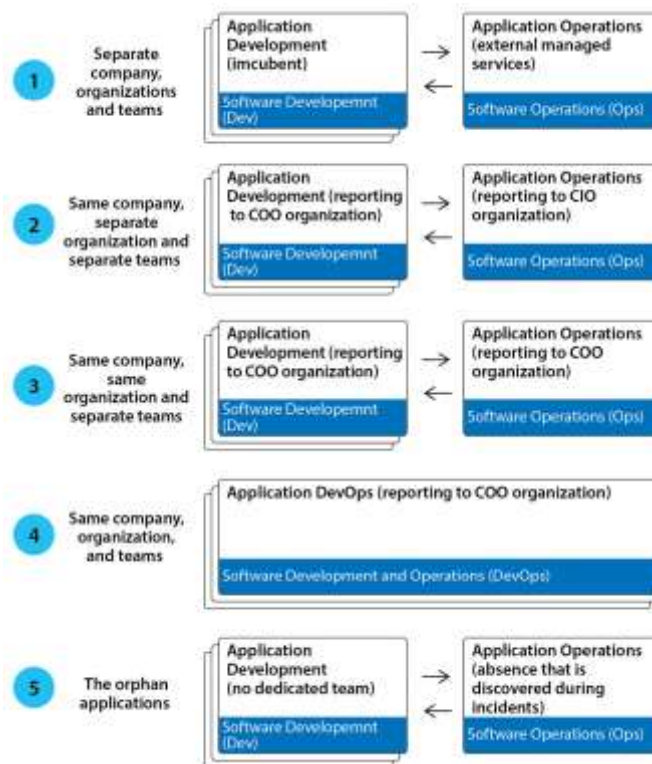 1
Separate
company,
organizations
and teams
Application
Development
(imcubent)
Software Developemnt
(Dev)
Application Operations
(external managed
services)
Software Operations (Ops)
2
Same company,
separate
organization and
separate teams
Application
Development (reporting
to COO organization)
Software Developemnt
(Dev)
Application Operations
(reporting to CIO
organization)
Software Operations (Ops)
3
Same company,
same
organization and
separate teams
Application
Development (reporting
to COO organization)
Software Developemnt
(Dev)
Application Operations
(reporting to COO
organization)
Software Operations (Ops)
4
Same company,
organization,
and teams
Application DevOps (reporting to COO organization)
Software Development and Operations (DevOps)
5
The orphan
applications
Application
Development
(no dedicated team)
Software Developemnt
(Dev)
Application Operations
(absence that is
discovered during
incidents)
Software Operations (Ops)